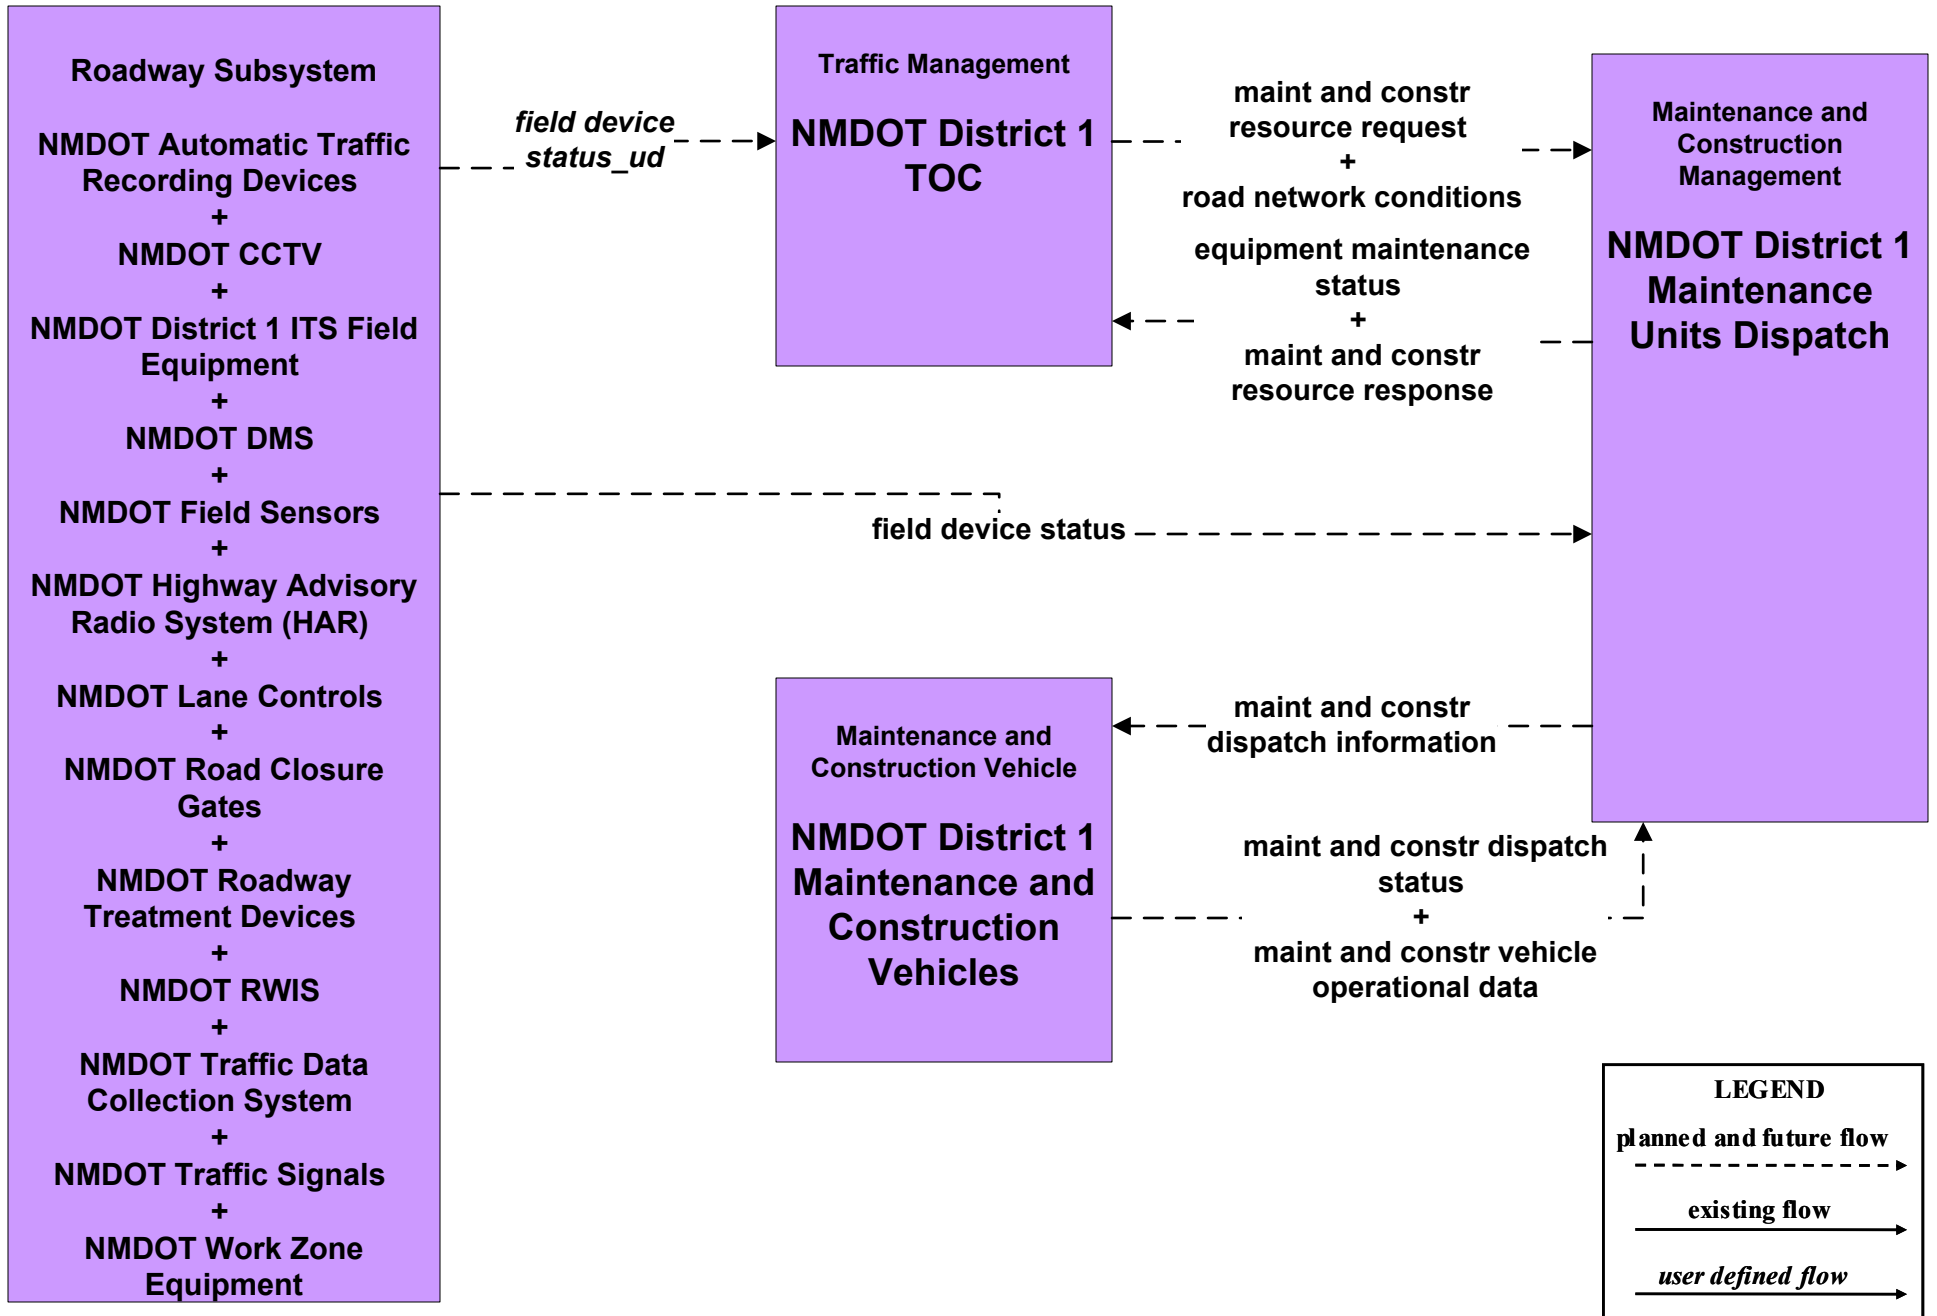 Roadway Subsystem
NMDOT Automatic Traffic
Recording Devices
+
NMDOT CCTV
+
NMDOT District 1 ITS Field
Equipment
+
NMDOT DMS
+
NMDOT Field Sensors
+
NMDOT Highway Advisory
Radio System (HAR)
+
NMDOT Lane Controls
+
NMDOT Road Closure
Gates
+
NMDOT Roadway
Treatment Devices
+
NMDOT RWIS
+
NMDOT Traffic Data
Collection System
+
NMDOT Traffic Signals
+
NMDOT Work Zone
Equipment
field device
status_ud
Traffic Management
NMDOT District 1
TOC
maint and constr
resource request
+
road network conditions
equipment maintenance
status
+
maint and constr
resource response
Maintenance and
Construction
Management
NMDOT District 1
Maintenance
Units Dispatch
field device status
Maintenance and
Construction Vehicle
NMDOT District 1
Maintenance and
Construction
Vehicles
maint and constr
dispatch information
maint and constr dispatch
status
+
maint and constr vehicle
operational data
LEGEND
planned and future flow
existing flow
user defined flow